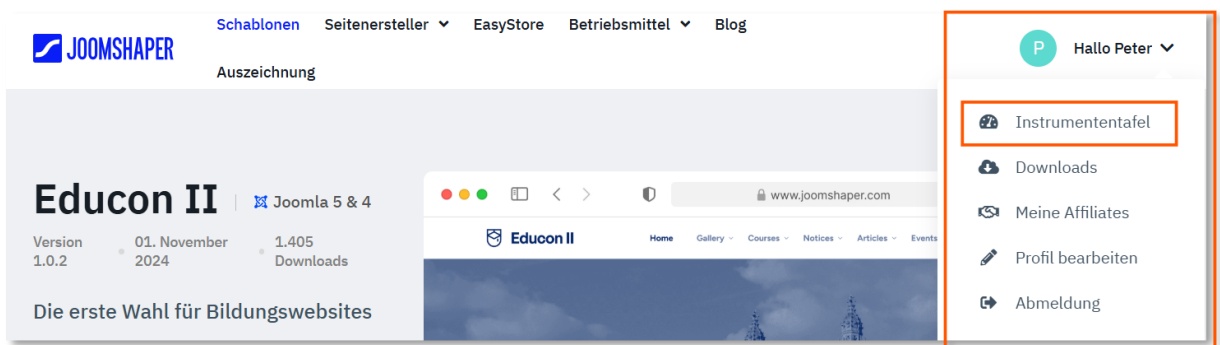 JOOMSHAPER
Schablonen Seitenersteller EasyStore Betriebsmittel Blog
Auszeichnung
P Hallo Peter
Instrumententafel
Downloads
Meine Affiliates
Profil bearbeiten
Abmeldung
Educon II Joomla 5 & 4
Version 1.0.2
01. November 2024
1.405 Downloads
Die erste Wahl für Bildungswebsites
www.joomshaper.com
Educon II Home Gallery Courses Notices Articles Events